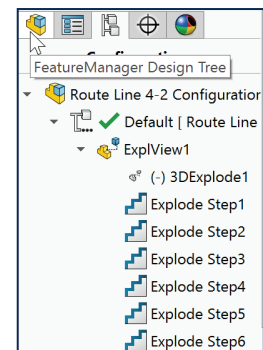 FeatureManager Design Tree
Route Line 4-2 Configuration
Default [ Route Line
ExplView1
(-) 3DExplode1
Explode Step1
Explode Step2
Explode Step3
Explode Step4
Explode Step5
Explode Step6